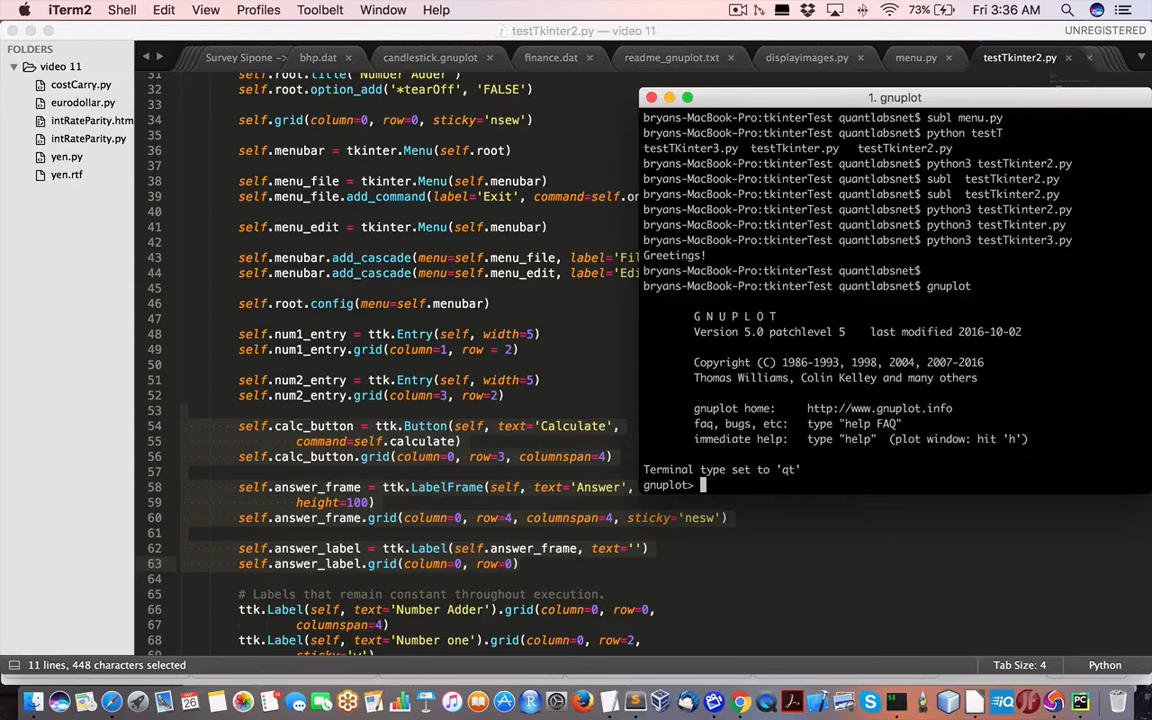 iTerm2 Shell Edit View Profiles Toolbelt Window Help 73% Fri 3:36 AM
testTkinter2.py — video 11
UNREGISTERED
FOLDERS
video 11
costCarry.py
eurodollar.py
intRateParity.htm
intRateParity.py
yen.py
yen.rtf
Survey Sipone bhp.dat candlestick.gnuplot finance.dat readme_gnuplot.txt displayimages.py menu.py testTkinter2.py
31 self.root.title('Number Adder')
32 self.root.option_add('*tearOff', 'FALSE')
33
34 self.grid(column=0, row=0, sticky='nsew')
35
36 self.menubar = tkinter.Menu(self.root)
37
38 self.menu_file = tkinter.Menu(self.menubar)
39 self.menu_file.add_command(label='Exit', command=self.on
40
41 self.menu_edit = tkinter.Menu(self.menubar)
42
43 self.menubar.add_cascade(menu=self.menu_file, label='Fil
44 self.menubar.add_cascade(menu=self.menu_edit, label='Edi
45
46 self.root.config(menu=self.menubar)
47
48 self.num1_entry = ttk.Entry(self, width=5)
49 self.num1_entry.grid(column=1, row = 2)
50
51 self.num2_entry = ttk.Entry(self, width=5)
52 self.num2_entry.grid(column=3, row=2)
53
54 self.calc_button = ttk.Button(self, text='Calculate',
55 command=self.calculate)
56 self.calc_button.grid(column=0, row=3, columnspan=4)
57
58 self.answer_frame = ttk.LabelFrame(self, text='Answer',
59 height=100)
60 self.answer_frame.grid(column=0, row=4, columnspan=4, sticky='nesw')
61
62 self.answer_label = ttk.Label(self.answer_frame, text='')
63 self.answer_label.grid(column=0, row=0)
64
65 # Labels that remain constant throughout execution.
66 ttk.Label(self, text='Number Adder').grid(column=0, row=0,
67 columnspan=4)
68 ttk.Label(self, text='Number one').grid(column=0, row=2,
1. gnuplot
bryans-MacBook-Pro:tkinterTest quantlabsnet$ subl menu.py
bryans-MacBook-Pro:tkinterTest quantlabsnet$ python testT
testTKinter3.py testTkinter.py testTkinter2.py
bryans-MacBook-Pro:tkinterTest quantlabsnet$ python3 testTkinter2.py
bryans-MacBook-Pro:tkinterTest quantlabsnet$ subl testTkinter2.py
bryans-MacBook-Pro:tkinterTest quantlabsnet$ subl testTkinter2.py
bryans-MacBook-Pro:tkinterTest quantlabsnet$ python3 testTkinter2.py
bryans-MacBook-Pro:tkinterTest quantlabsnet$ python3 testTkinter.py
bryans-MacBook-Pro:tkinterTest quantlabsnet$ python3 testTkinter3.py
Greetings!
bryans-MacBook-Pro:tkinterTest quantlabsnet$
bryans-MacBook-Pro:tkinterTest quantlabsnet$ gnuplot
G N U P L O T
Version 5.0 patchlevel 5 last modified 2016-10-02
Copyright (C) 1986-1993, 1998, 2004, 2007-2016
Thomas Williams, Colin Kelley and many others
gnuplot home: http://www.gnuplot.info
faq, bugs, etc: type "help FAQ"
immediate help: type "help" (plot window: hit 'h')
Terminal type set to 'qt'
gnuplot>
11 lines, 448 characters selected
Tab Size: 4 Python